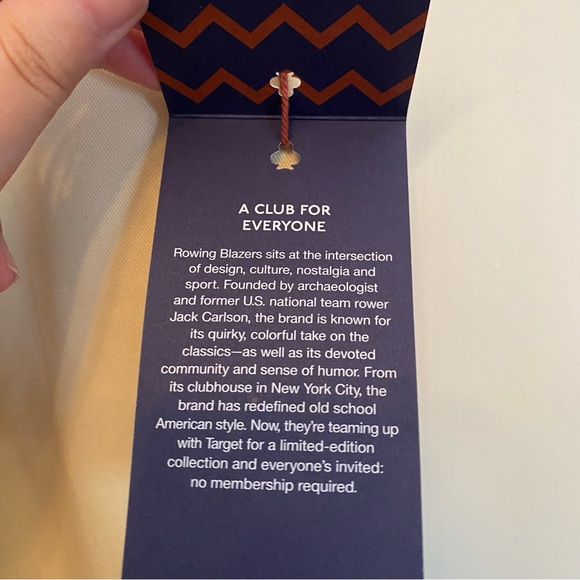 A CLUB FOR
EVERYONE
Rowing Blazers sits at the intersection
of design, culture, nostalgia and
sport. Founded by archaeologist
and former U.S. national team rower
Jack Carlson, the brand is known for
its quirky, colorful take on the
classics—as well as its devoted
community and sense of humor. From
its clubhouse in New York City, the
brand has redefined old school
American style. Now, they're teaming up
with Target for a limited-edition
collection and everyone's invited:
no membership required.